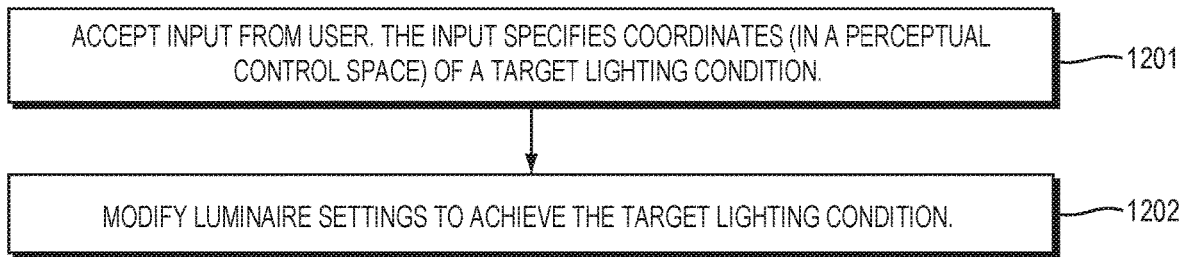 ACCEPT INPUT FROM USER. THE INPUT SPECIFIES COORDINATES (IN A PERCEPTUAL
CONTROL SPACE) OF A TARGET LIGHTING CONDITION.
1201
MODIFY LUMINAIRE SETTINGS TO ACHIEVE THE TARGET LIGHTING CONDITION.
1202